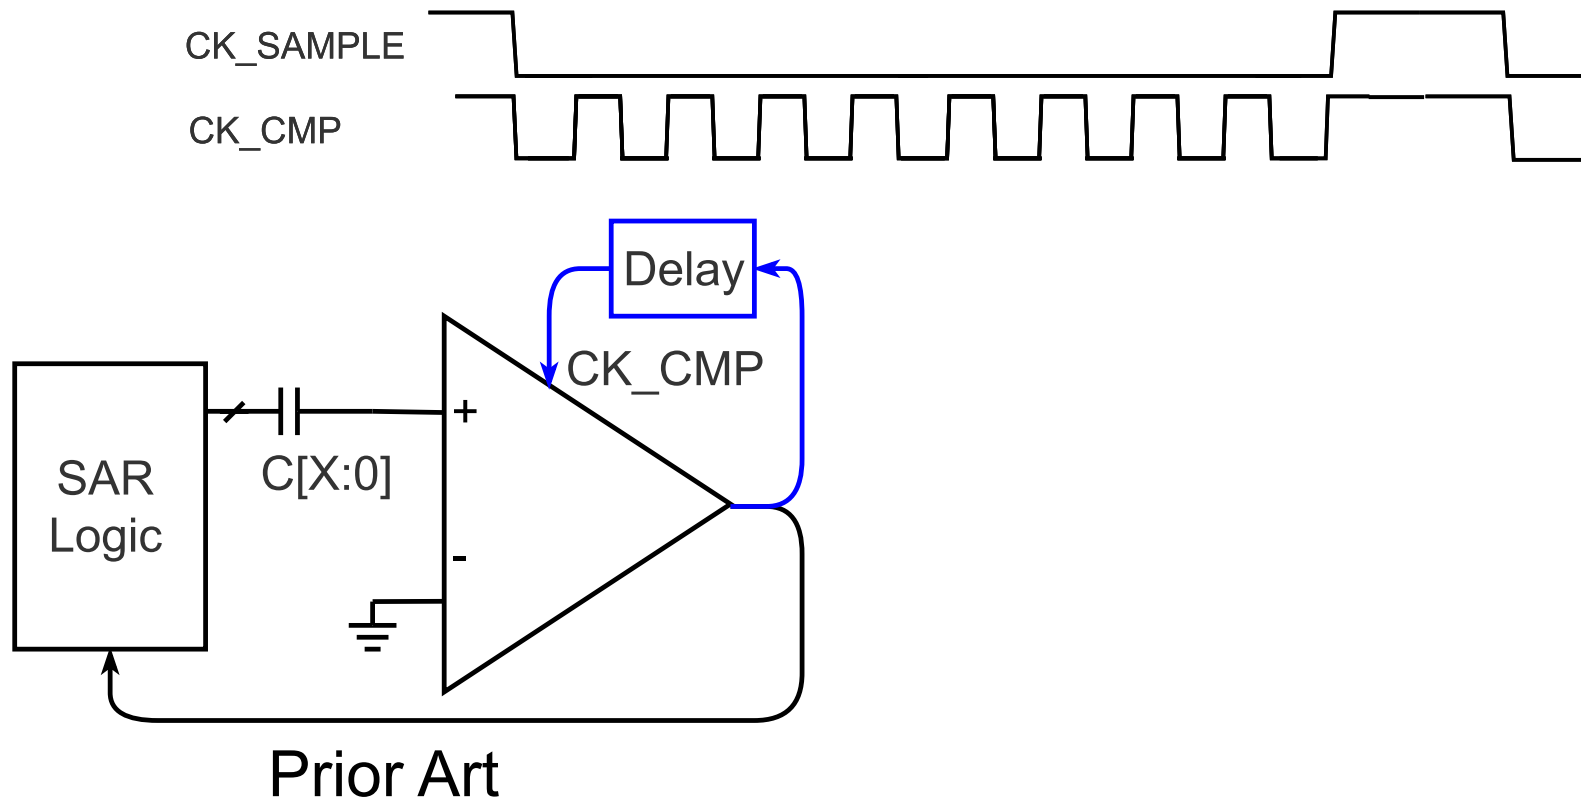 CK_SAMPLE
CK_CMP
Delay
CK_CMP
+
C[X:0]
SAR
Logic
-
Prior Art